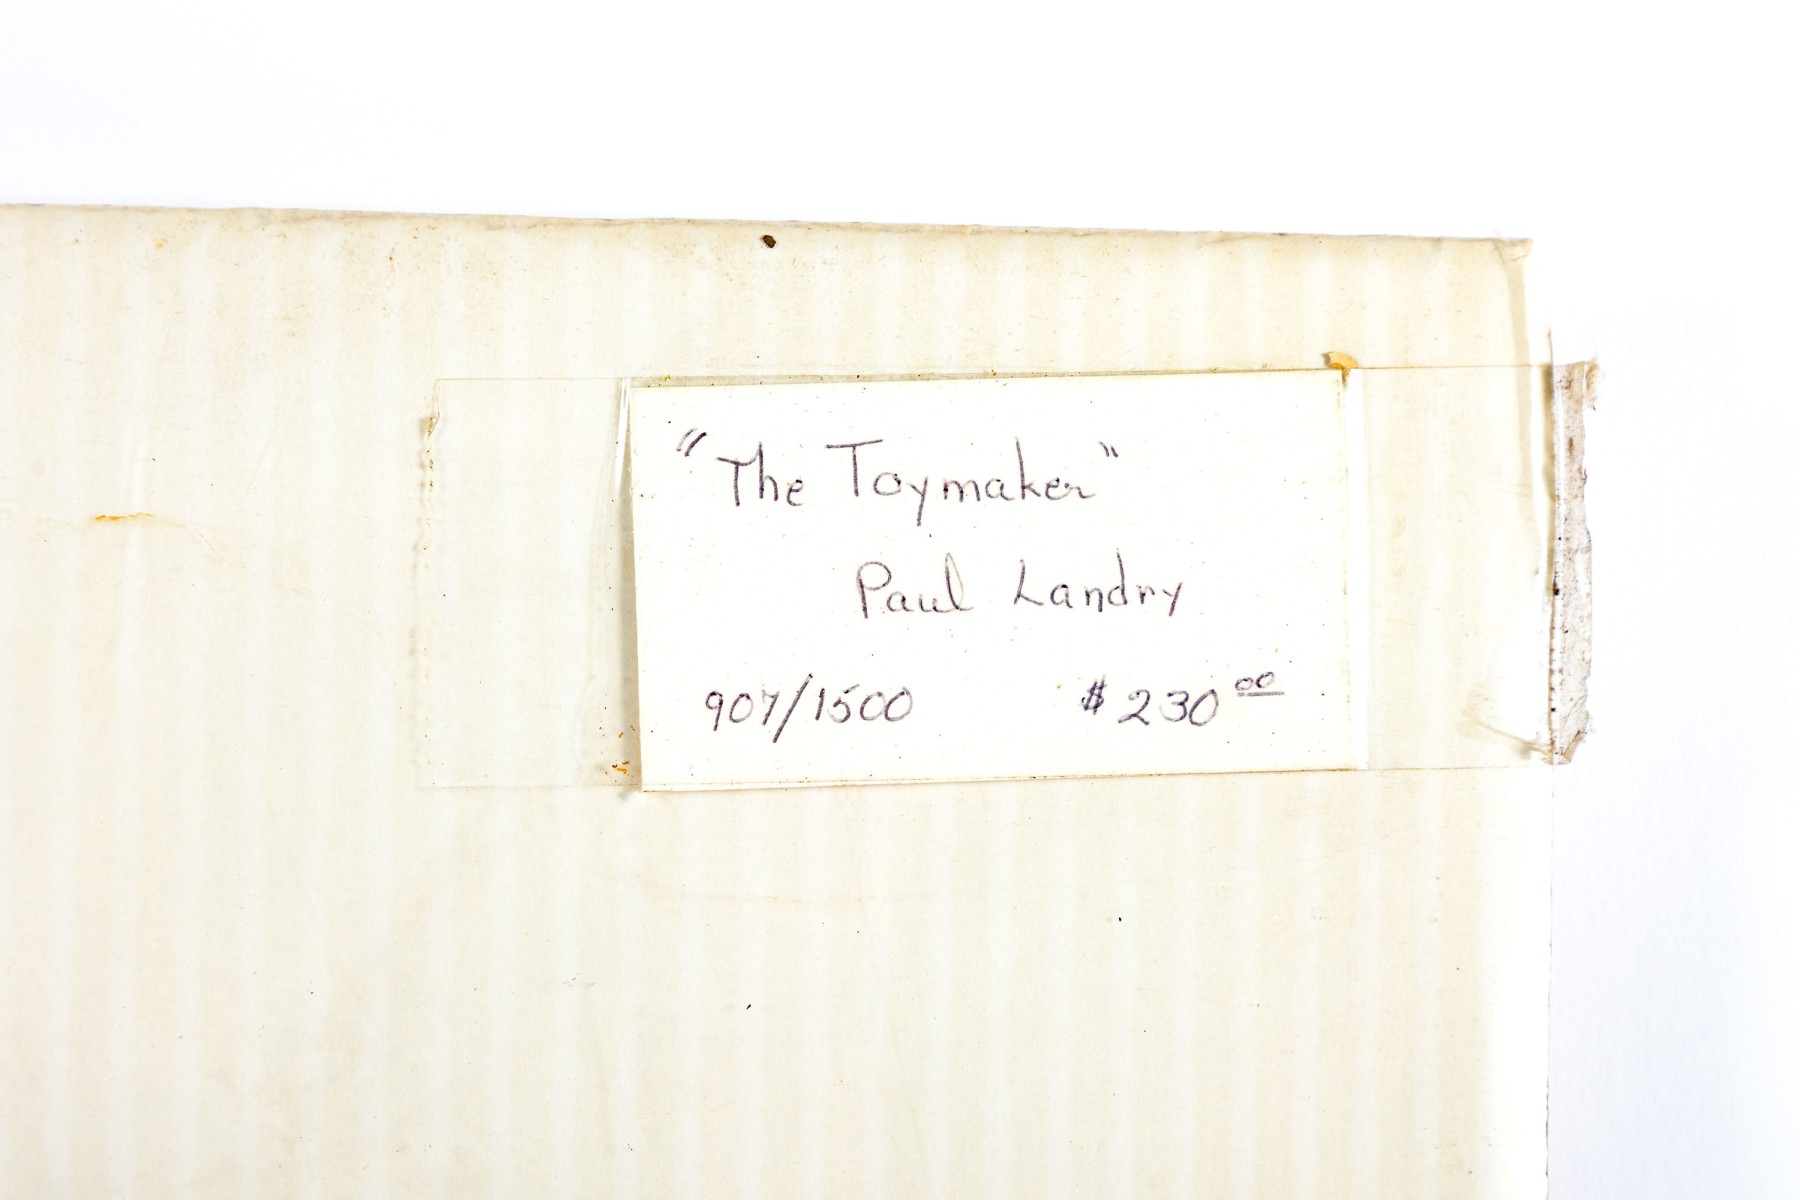 "The Toymaker"
Paul Landry
907/1500 $230.00